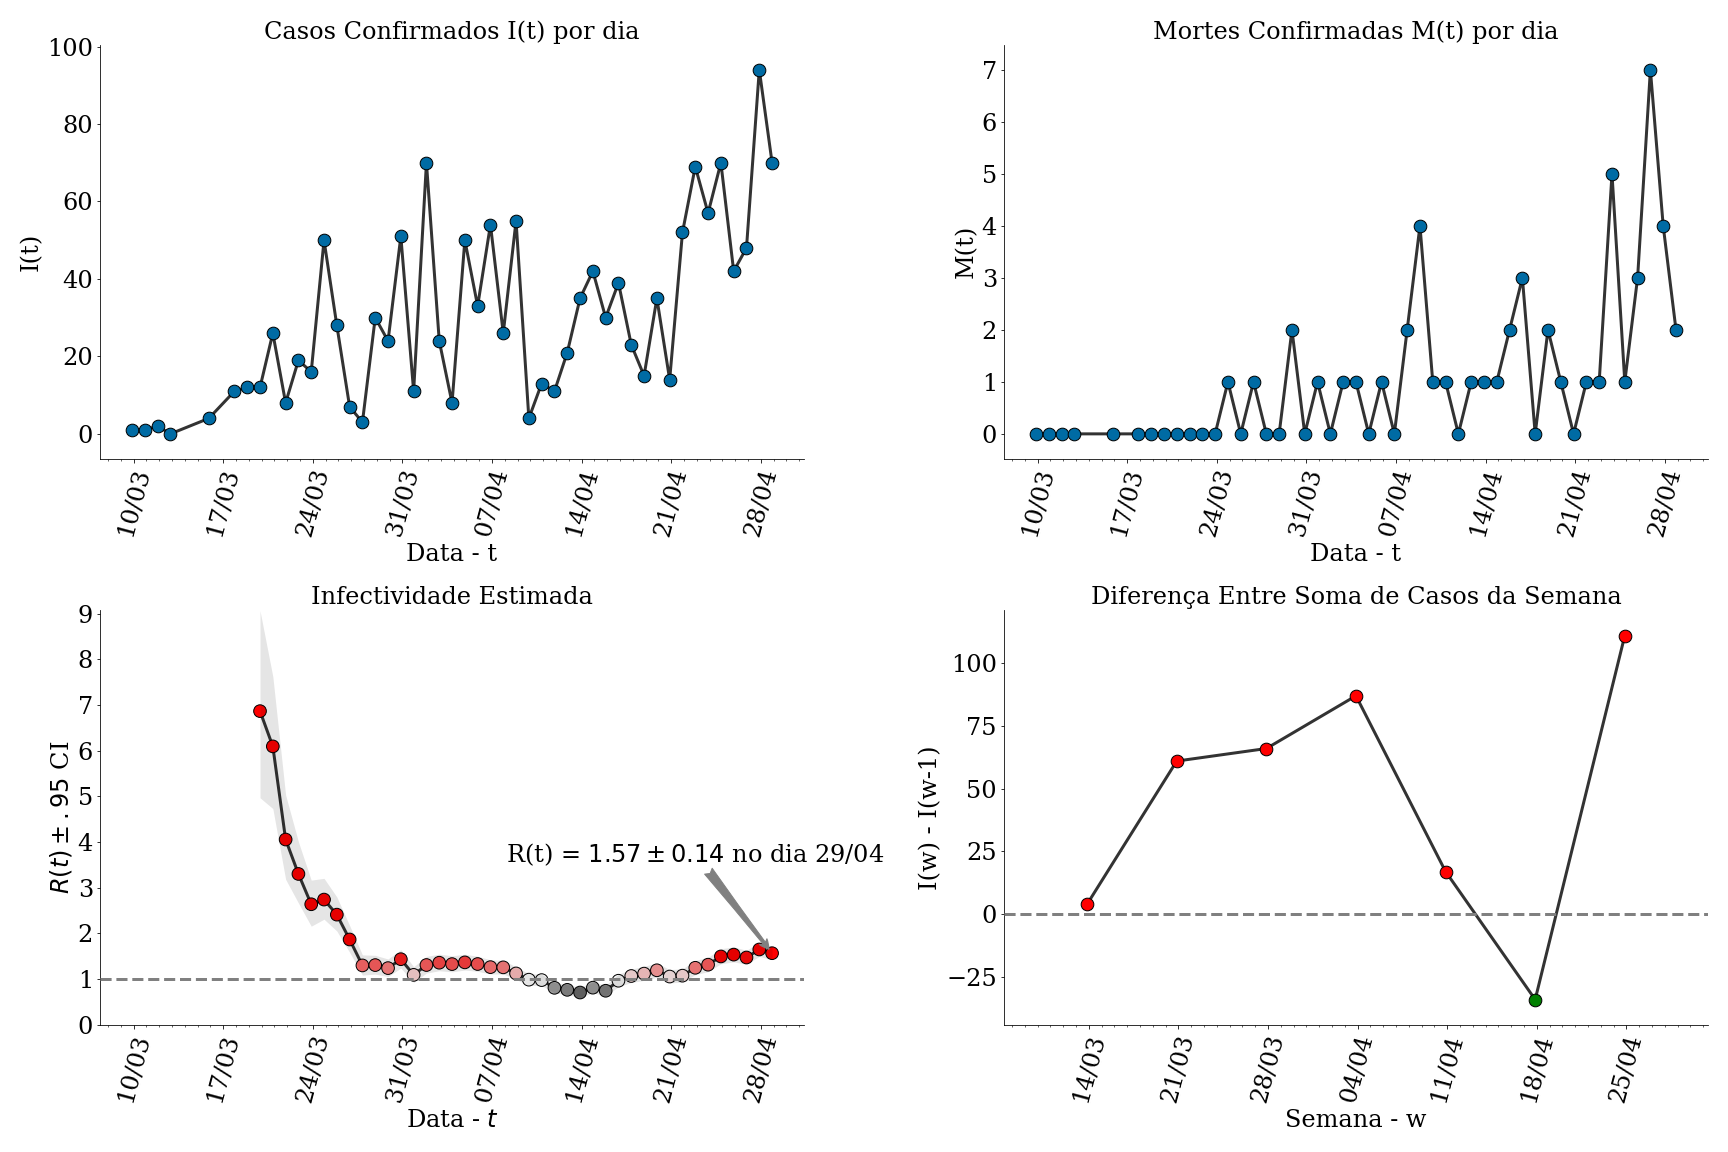 Casos Confirmados I(t) por dia
I(t)
100
80
60
40
20
0
10/03 17/03 24/03 31/03 07/04 14/04 21/04 28/04
Data - t
Mortes Confirmadas M(t) por dia
M(t)
7
6
5
4
3
2
1
0
10/03 17/03 24/03 31/03 07/04 14/04 21/04 28/04
Data - t
Infectividade Estimada
R(t) ± .95 CI
9
8
7
6
5
4
3
2
1
0
R(t) = 1.57 ± 0.14 no dia 29/04
10/03 17/03 24/03 31/03 07/04 14/04 21/04 28/04
Data - t
Diferença Entre Soma de Casos da Semana
I(w) - I(w-1)
100
75
50
25
0
−25
14/03 21/03 28/03 04/04 11/04 18/04 25/04
Semana - w